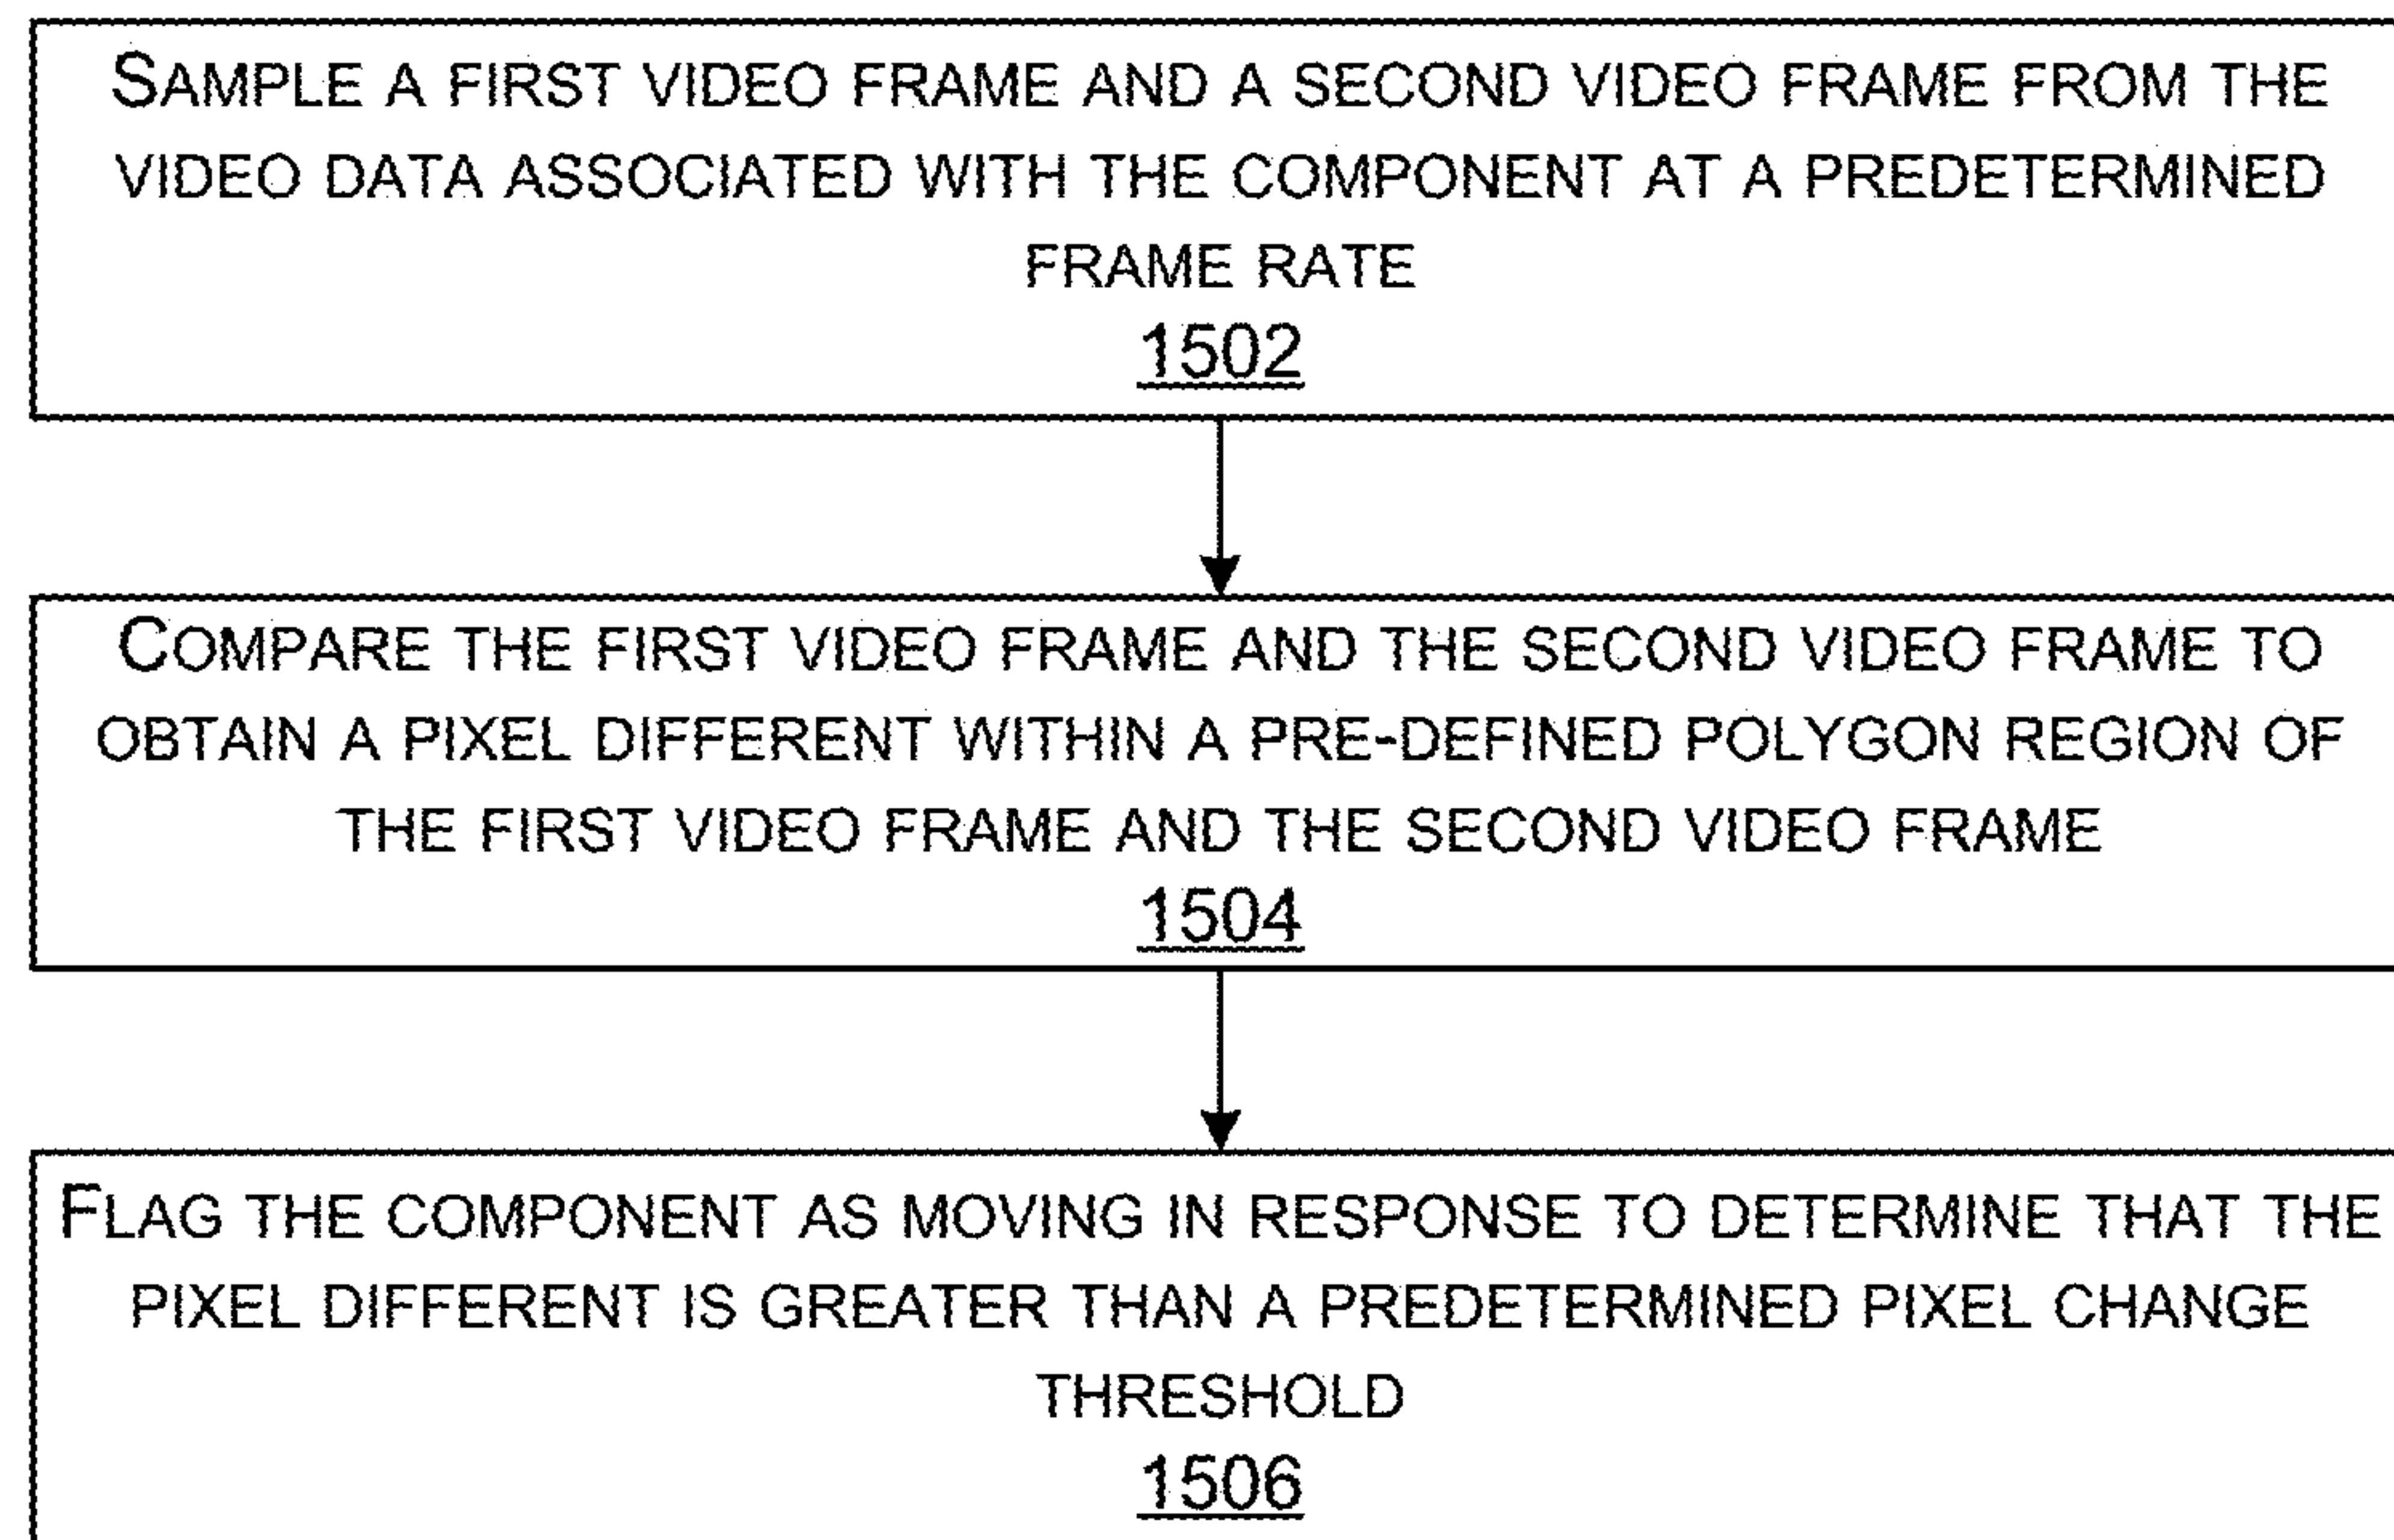 SAMPLE A FIRST VIDEO FRAME AND A SECOND VIDEO FRAME FROM THE
VIDEO DATA ASSOCIATED WITH THE COMPONENT AT A PREDETERMINED
FRAME RATE
1502
COMPARE THE FIRST VIDEO FRAME AND THE SECOND VIDEO FRAME TO
OBTAIN A PIXEL DIFFERENT WITHIN A PRE-DEFINED POLYGON REGION OF
THE FIRST VIDEO FRAME AND THE SECOND VIDEO FRAME
1504
FLAG THE COMPONENT AS MOVING IN RESPONSE TO DETERMINE THAT THE
PIXEL DIFFERENT IS GREATER THAN A PREDETERMINED PIXEL CHANGE
THRESHOLD
1506